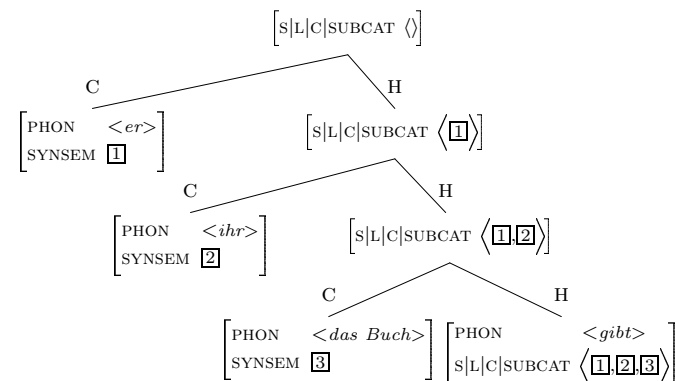 [S|L|C|SUBCAT ⟨⟩]
C H
[PHON <er>
SYNSEM 1]
[S|L|C|SUBCAT ⟨1⟩]
C H
[PHON <ihr>
SYNSEM 2]
[S|L|C|SUBCAT ⟨1,2⟩]
C H
[PHON <das Buch>
SYNSEM 3]
[PHON <gibt>
S|L|C|SUBCAT ⟨1,2,3⟩]